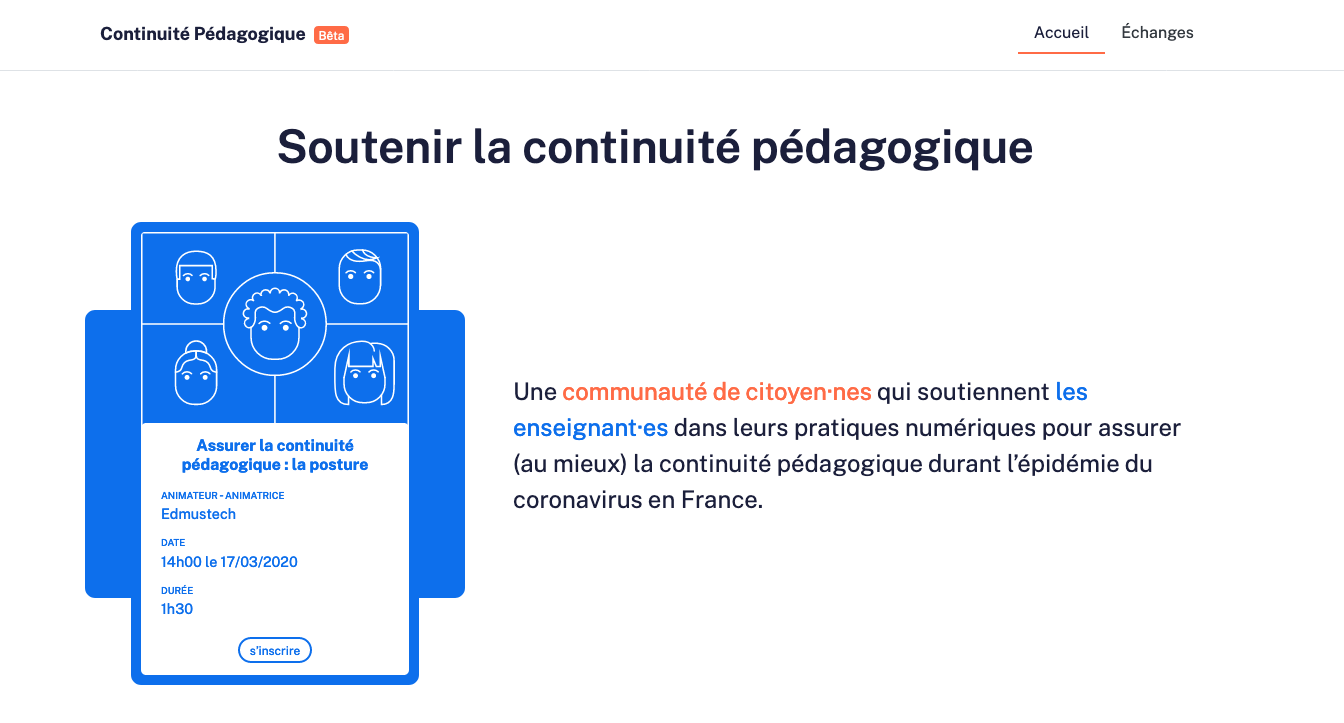 Continuité Pédagogique Bêta
Accueil Échanges
Soutenir la continuité pédagogique
Assurer la continuité
pédagogique : la posture
ANIMATEUR - ANIMATRICE
Edmustech
DATE
14h00 le 17/03/2020
DURÉE
1h30
s'inscrire
Une communauté de citoyen·nes qui soutiennent les
enseignant·es dans leurs pratiques numériques pour assurer
(au mieux) la continuité pédagogique durant l’épidémie du
coronavirus en France.